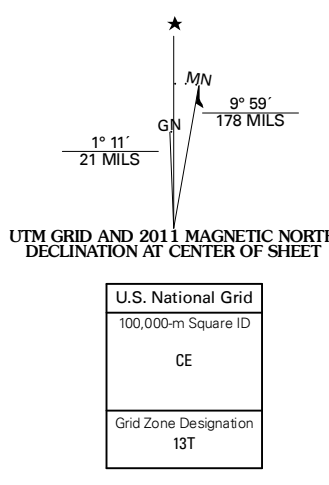 MN
GN
9° 59´
178 MILS
1° 11´
21 MILS
UTM GRID AND 2011 MAGNETIC NORTH
DECLINATION AT CENTER OF SHEET
U.S. National Grid
100,000-m Square ID
CE
Grid Zone Designation
13T